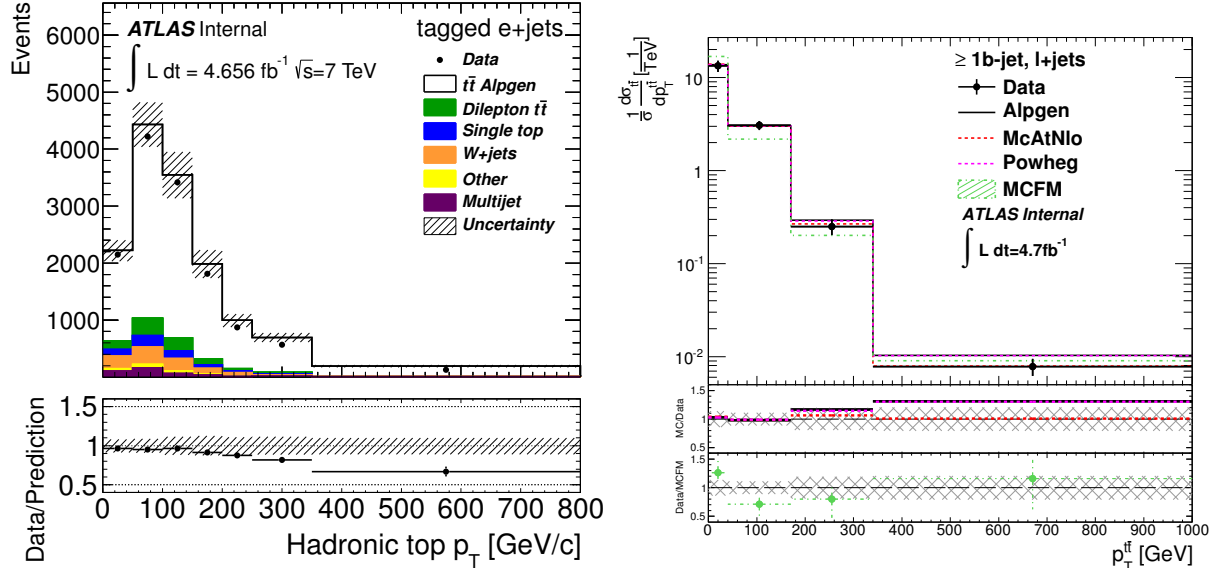 Events
6000
5000
4000
3000
2000
1000
ATLAS Internal
∫ L dt = 4.656 fb⁻¹ √s=7 TeV
tagged e+jets
Data
tt̄ Alpgen
Dilepton tt̄
Single top
W+jets
Other
Multijet
Uncertainty
Data/Prediction
1.5
1
0.5
0 100 200 300 400 500 600 700 800
Hadronic top p_T [GeV/c]
1/σ dσ_tt̄/dp_T^tt̄ [1/TeV]
10
1
10⁻¹
10⁻²
≥ 1b-jet, l+jets
Data
Alpgen
McAtNlo
Powheg
MCFM
ATLAS Internal
∫ L dt=4.7fb⁻¹
MC/Data
1.5
1
0.5
Data/MCFM
1.5
1
0.5
0 100 200 300 400 500 600 700 800 900 1000
p_T^tt̄ [GeV]